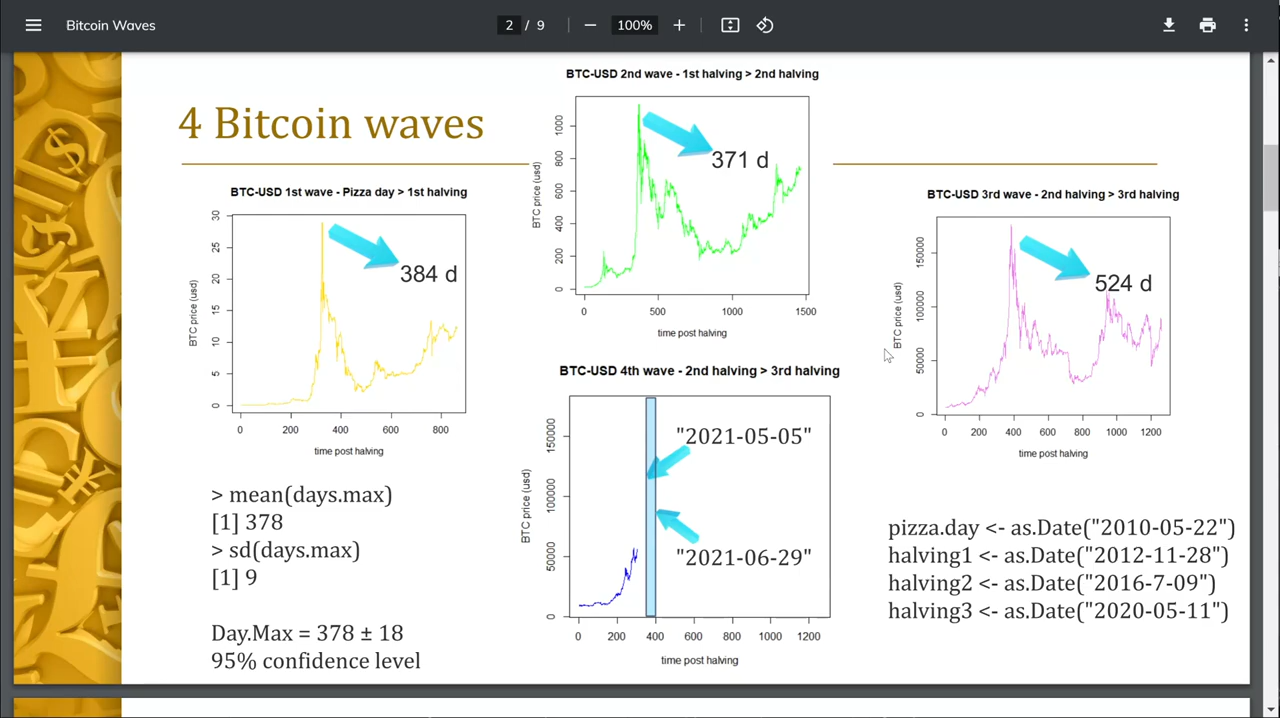 Bitcoin Waves
2 / 9
100%
4 Bitcoin waves
BTC-USD 2nd wave - 1st halving > 2nd halving
BTC price (usd)
1000
800
600
400
200
0
371 d
0 500 1000 1500
time post halving
BTC-USD 1st wave - Pizza day > 1st halving
BTC price (usd)
30
25
20
15
10
5
0
384 d
0 200 400 600 800
time post halving
BTC-USD 3rd wave - 2nd halving > 3rd halving
BTC price (usd)
150000
100000
50000
0
524 d
0 200 400 600 800 1000 1200
time post halving
BTC-USD 4th wave - 2nd halving > 3rd halving
BTC price (usd)
150000
100000
50000
0
"2021-05-05"
"2021-06-29"
0 200 400 600 800 1000 1200
time post halving
> mean(days.max)
[1] 378
> sd(days.max)
[1] 9
Day.Max = 378 ± 18
95% confidence level
pizza.day <- as.Date("2010-05-22")
halving1 <- as.Date("2012-11-28")
halving2 <- as.Date("2016-7-09")
halving3 <- as.Date("2020-05-11")